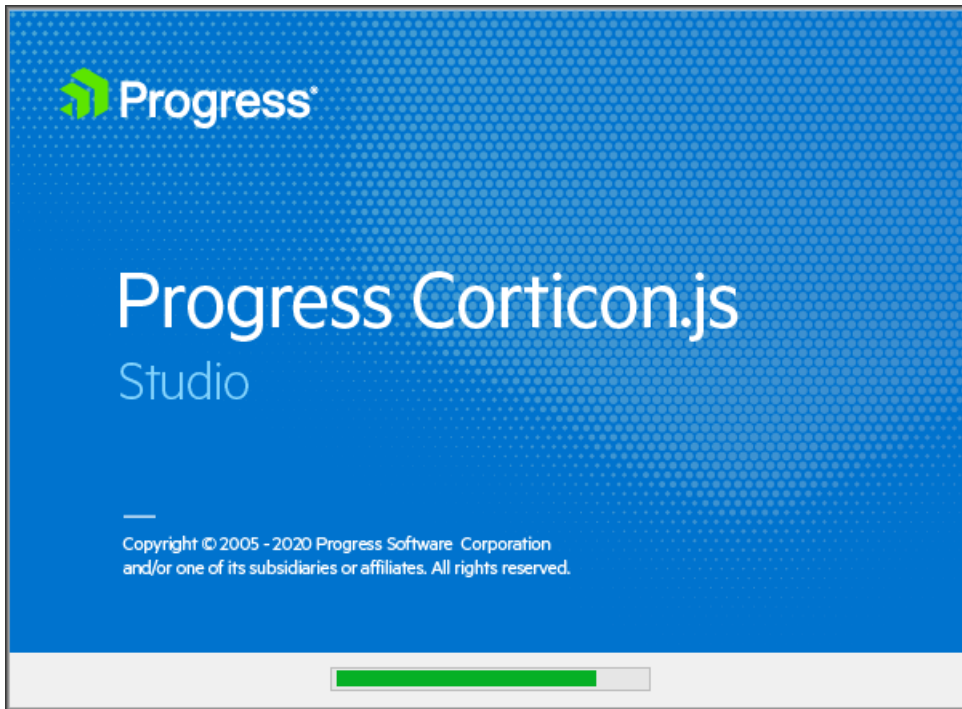 Progress®
Progress Corticon.js
Studio
Copyright © 2005 - 2020 Progress Software Corporation
and/or one of its subsidiaries or affiliates. All rights reserved.